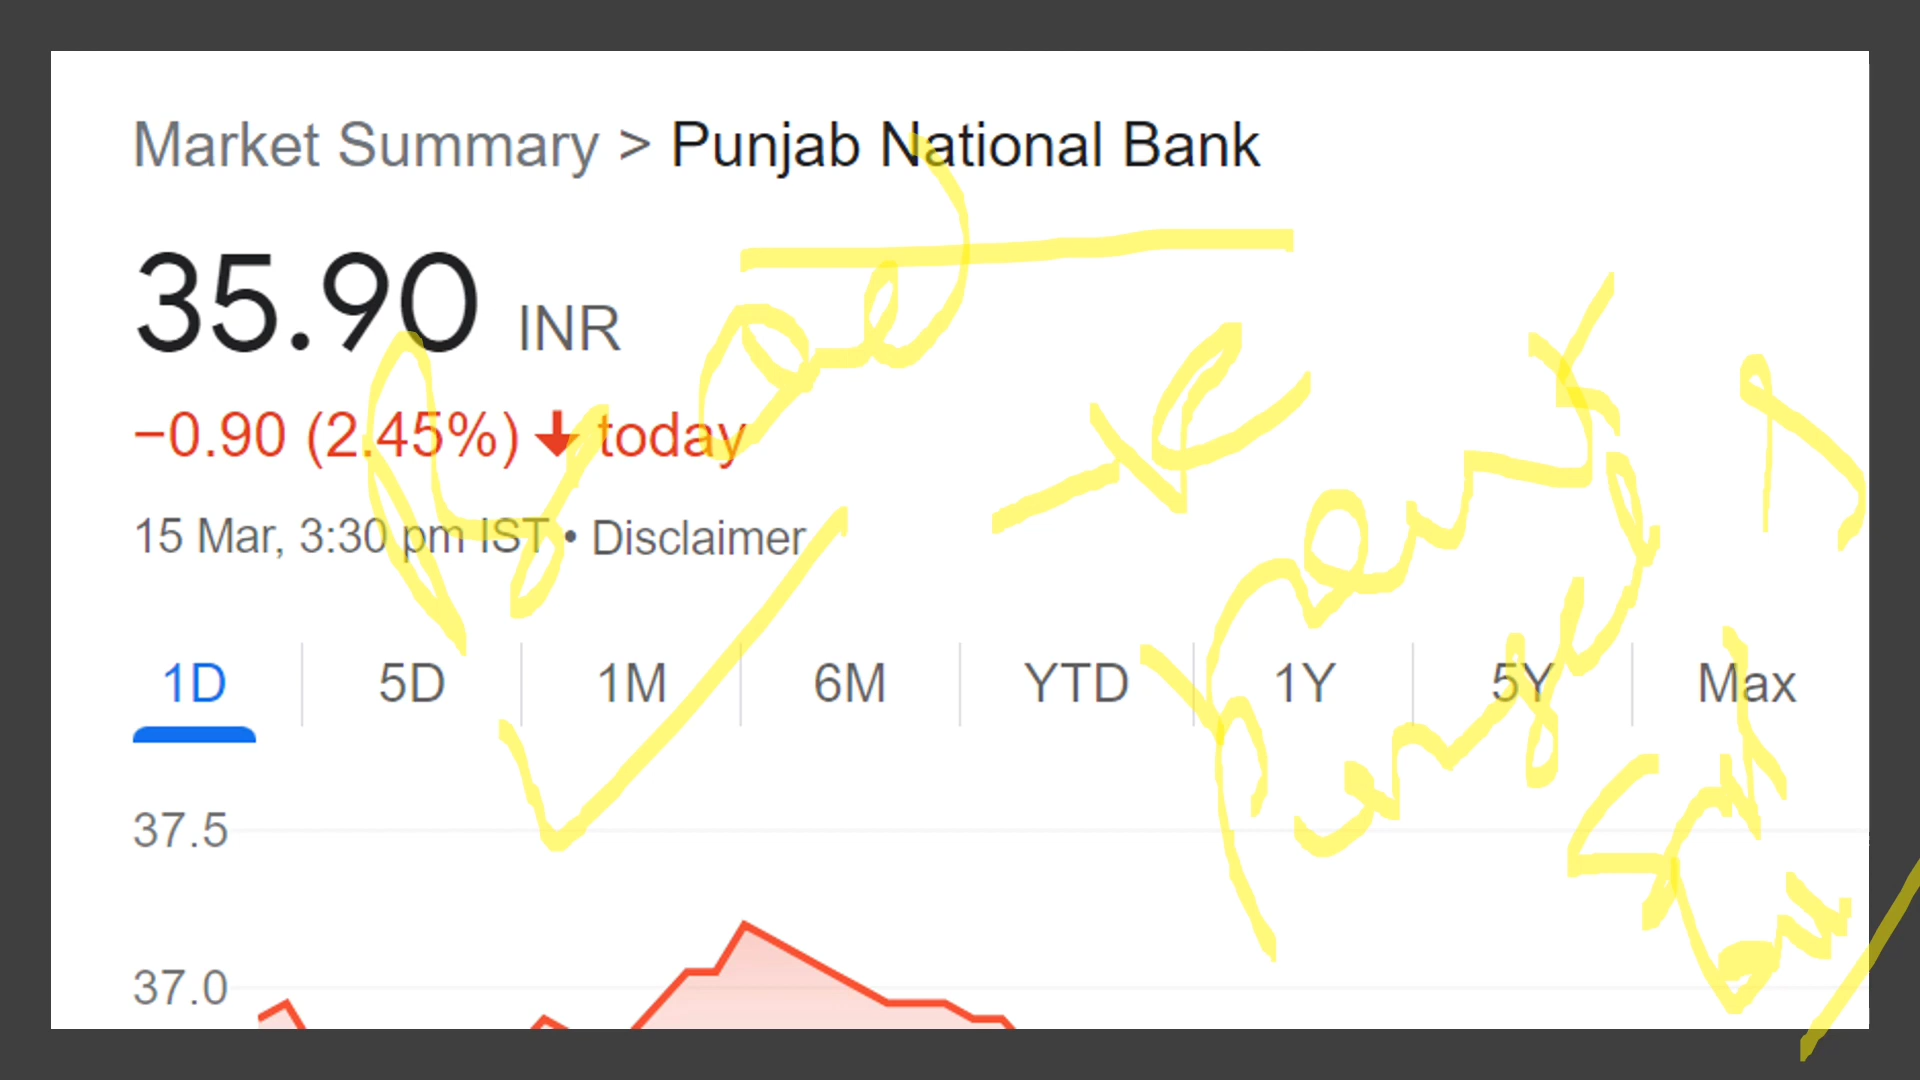 Market Summary > Punjab National Bank
35.90 INR
−0.90 (2.45%) ↓ today
15 Mar, 3:30 pm IST • Disclaimer
1D 5D 1M 6M YTD 1Y 5Y Max
37.5
37.0